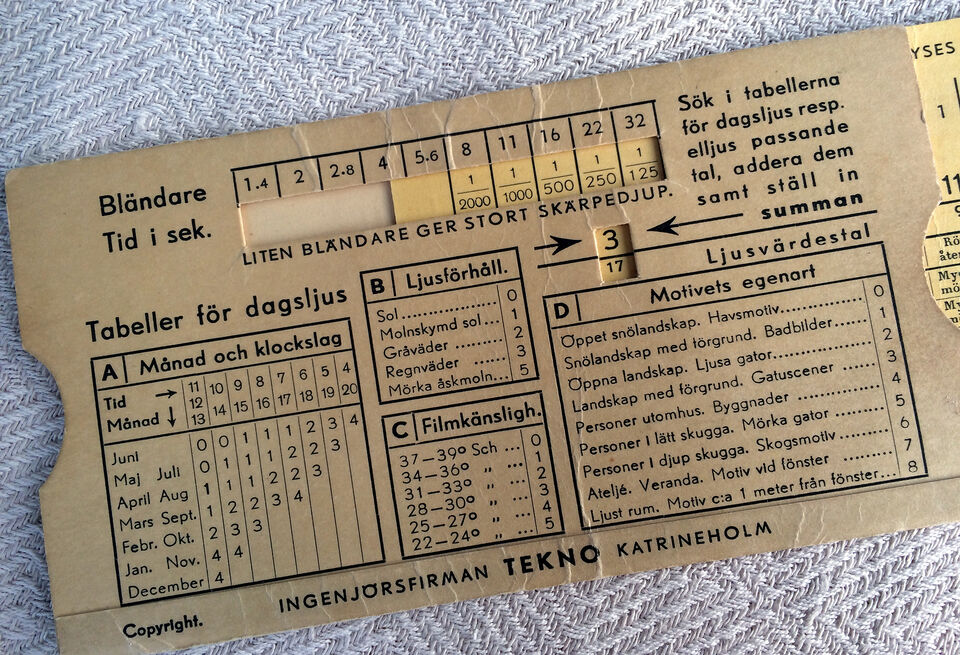 YSES
1
11
Rö
åter
Myc
mö
Myc
Bländare
1.4 2 2.8 4 5.6 8 11 16 22 32
Tid i sek.
1/2000 1/1000 1/500 1/250 1/125
LITEN BLÄNDARE GER STORT SKÄRPEDJUP.
Sök i tabellerna
för dagsljus resp.
elljus passande
tal, addera dem
samt ställ in
summan
3
17
Ljusvärdestal
Tabeller för dagsljus
A Månad och klockslag
Tid → 11 10 9 8 7 6 5 4
12
Månad ↓ 13 14 15 16 17 18 19 20
Juni 0 0 1 1 1 2 3 4
Maj Juli 0 1 1 1 2 2 3
April Aug 1 1 1 2 2 3
Mars Sept. 1 2 2 3 4
Febr. Okt. 2 3 3
Jan. Nov. 4 4
December 4
B Ljusförhåll.
Sol............... 0
Molnskymd sol... 1
Gråväder ........ 2
Regnväder ....... 3
Mörka åskmoln... 5
C Filmkänsligh.
37—39° Sch ... 0
34—36° „ ... 1
31—33° „ ... 2
28—30° „ ... 3
25—27° „ ... 4
22—24° „ ... 5
D Motivets egenart
Öppet snölandskap. Havsmotiv........ 0
Snölandskap med förgrund. Badbilder....... 1
Öppna landskap. Ljusa gator............. 2
Landskap med förgrund. Gatuscener ...... 3
Personer utomhus. Byggnader ........... 4
Personer i lätt skugga. Mörka gator ....... 5
Personer i djup skugga. Skogsmotiv......... 6
Ateljé. Veranda. Motiv vid fönster ........ 7
Ljust rum. Motiv c:a 1 meter från fönster... 8
Copyright.
INGENJÖRSFIRMAN TEKNO KATRINEHOLM